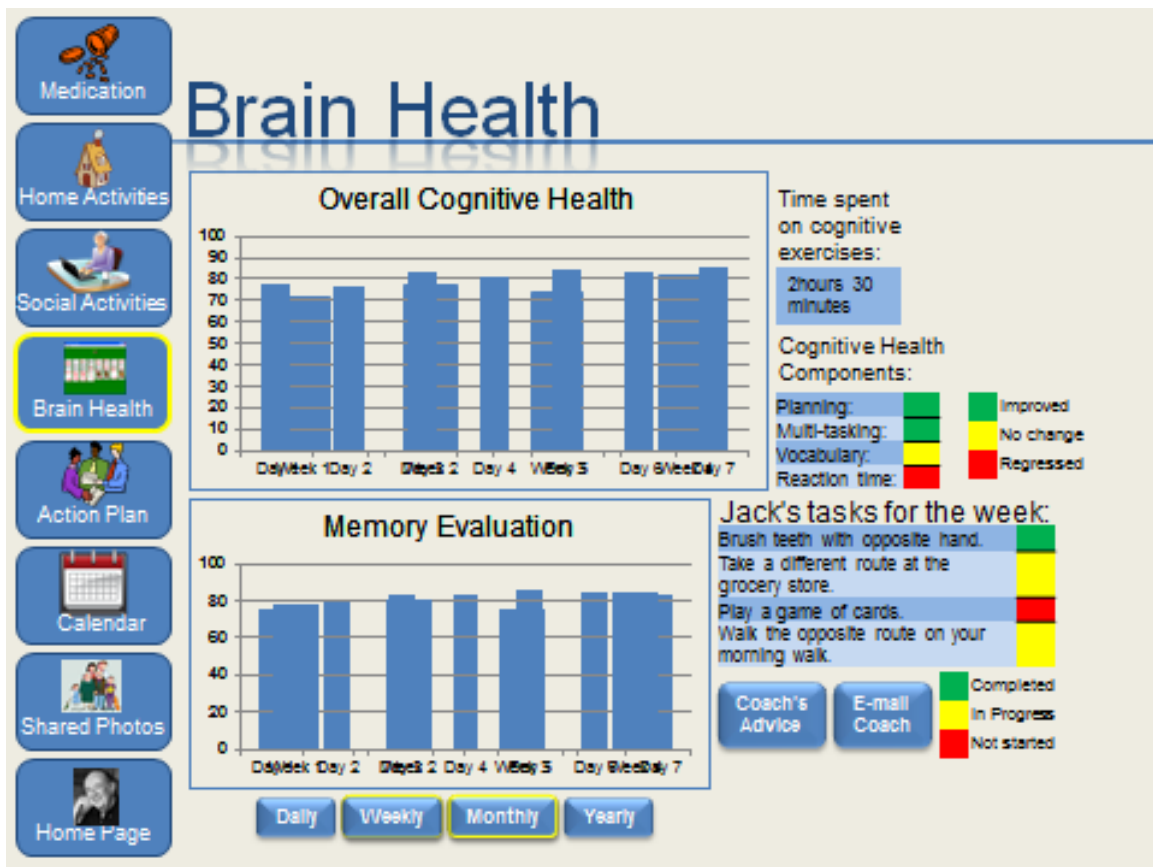 Medication
Home Activities
Social Activities
Brain Health
Action Plan
Calendar
Shared Photos
Home Page
Brain Health
Overall Cognitive Health
100
90
80
70
60
50
40
30
20
10
0
Week 1 Day 2 Day 4 Day 6 Day 7
Memory Evaluation
100
80
60
40
20
0
Day 2 Day 4 Day 7
Daily
Weekly
Monthly
Yearly
Time spent
on cognitive
exercises:
2hours 30
minutes
Cognitive Health
Components:
Planning:
Multi-tasking:
Vocabulary:
Reaction time:
Improved
No change
Regressed
Jack's tasks for the week:
Brush teeth with opposite hand.
Take a different route at the
grocery store.
Play a game of cards.
Walk the opposite route on your
morning walk.
Coach's
Advice
E-mail
Coach
Completed
In Progress
Not started